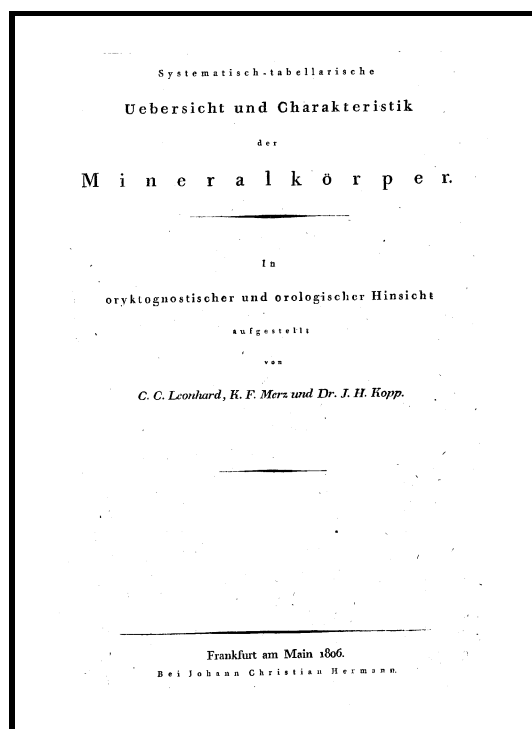 Systematisch-tabellarische
Uebersicht und Charakteristik
der
Mineralkörper.
In
oryktognostischer und orologischer Hinsicht
aufgestellt
von
C. C. Leonhard, K. F. Merz und Dr. J. H. Kopp.
Frankfurt am Main 1806.
Bei Johann Christian Hermann.